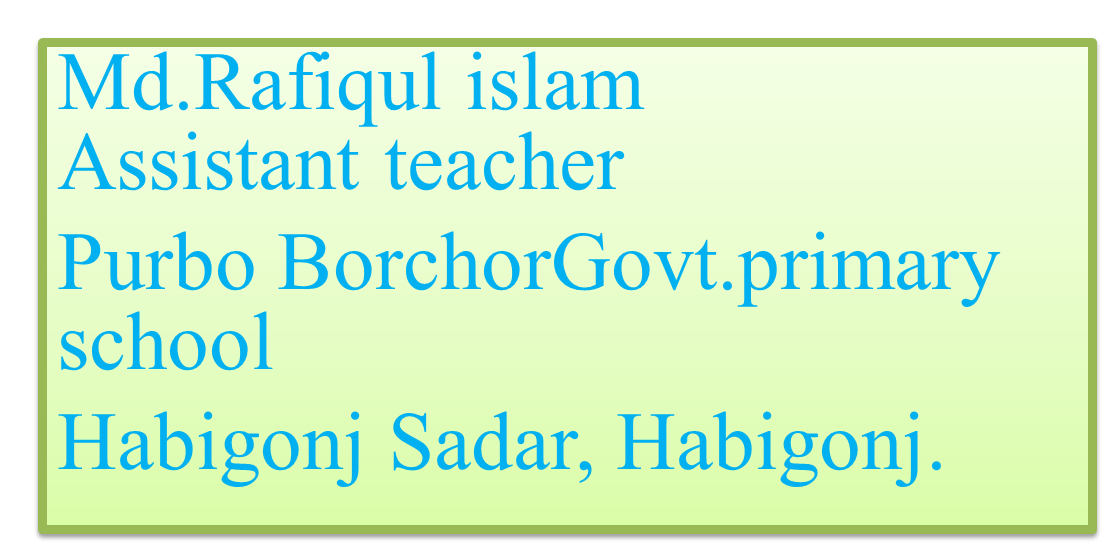 Md.Rafiqul islam
Assistant teacher
Purbo BorchorGovt.primary
school
Habigonj Sadar, Habigonj.